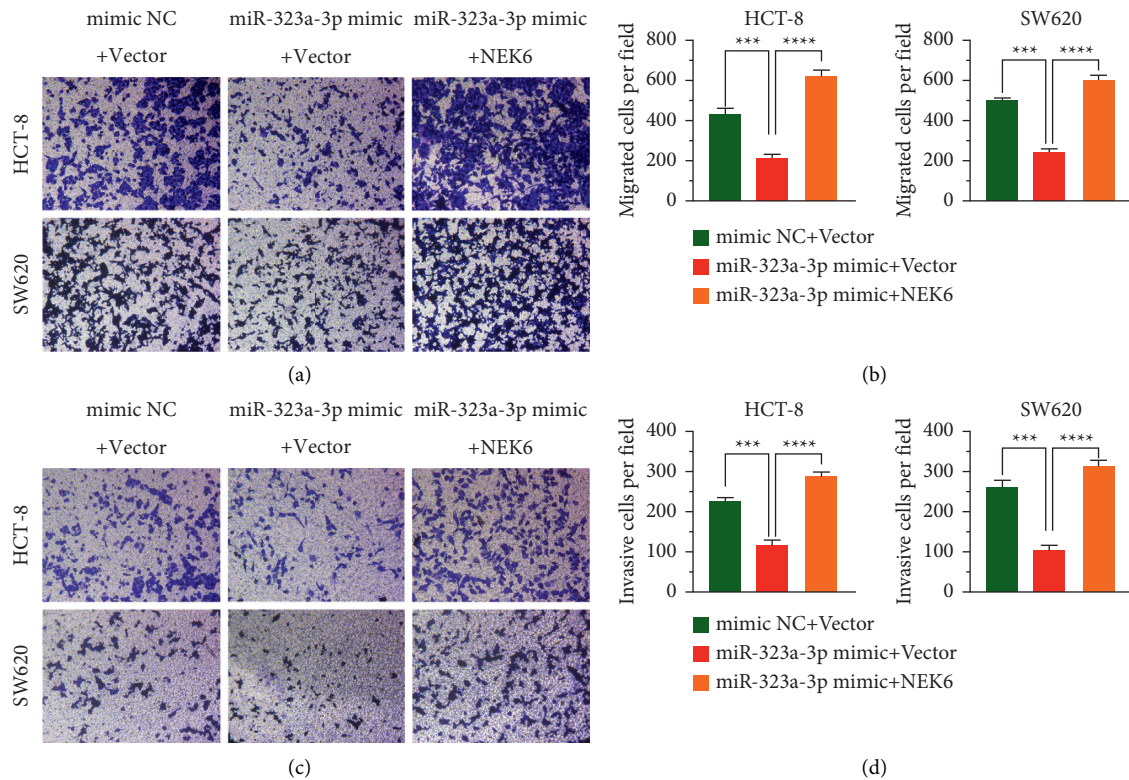 mimic NC miR-323a-3p mimic miR-323a-3p mimic
+Vector +Vector +NEK6
HCT-8
SW620
(a)
HCT-8
Migrated cells per field
800
600
400
200
0
*** ****
SW620
Migrated cells per field
800
600
400
200
0
*** ****
mimic NC+Vector
miR-323a-3p mimic+Vector
miR-323a-3p mimic+NEK6
(b)
mimic NC miR-323a-3p mimic miR-323a-3p mimic
+Vector +Vector +NEK6
HCT-8
SW620
(c)
HCT-8
Invasive cells per field
400
300
200
100
0
*** ****
SW620
Invasive cells per field
400
300
200
100
0
*** ****
mimic NC+Vector
miR-323a-3p mimic+Vector
miR-323a-3p mimic+NEK6
(d)